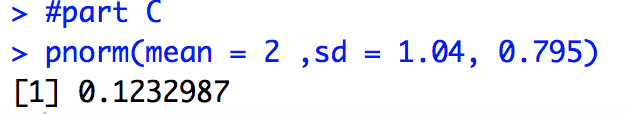 > #part C
> pnorm(mean = 2 ,sd = 1.04, 0.795)
[1] 0.1232987